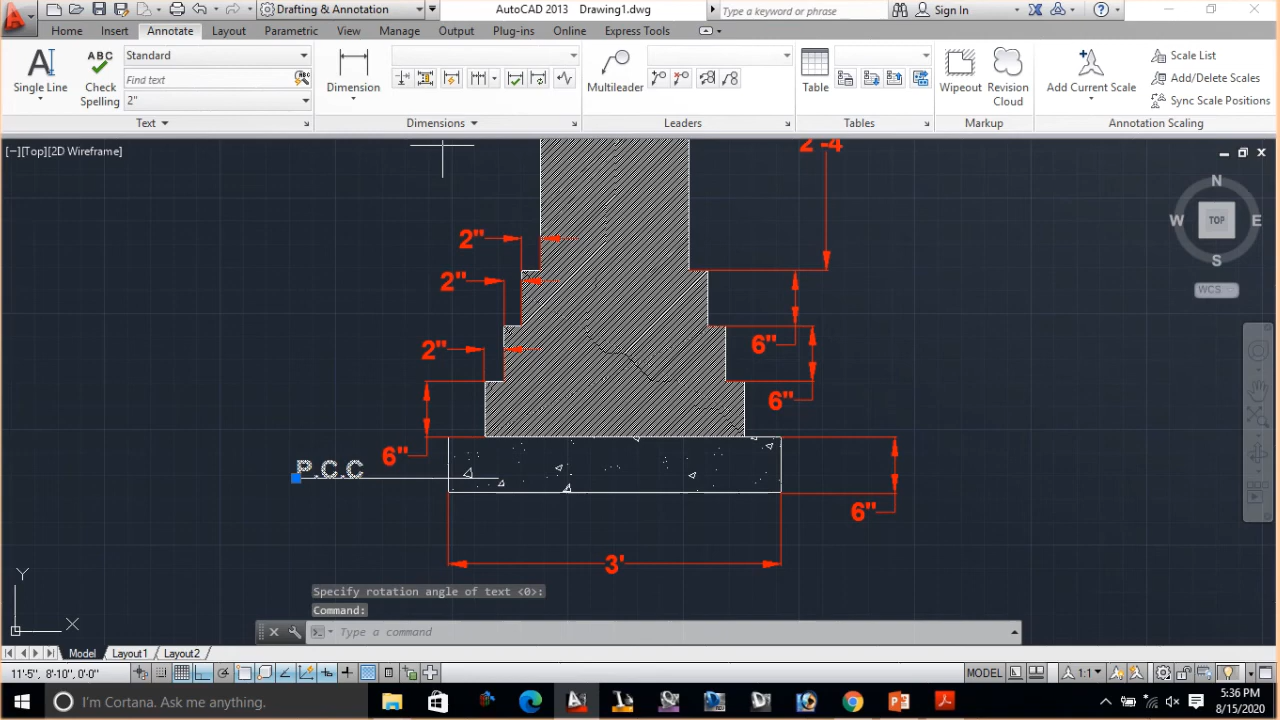 Drafting & Annotation
AutoCAD 2013 Drawing1.dwg
Type a keyword or phrase
Sign In
Home Insert Annotate Layout Parametric View Manage Output Plug-ins Online Express Tools
Single Line
ABC
Check Spelling
Standard
Find text
2"
Dimension
Multileader
Table
Wipeout
Revision Cloud
Add Current Scale
Scale List
Add/Delete Scales
Sync Scale Positions
Text
Dimensions
Leaders
Tables
Markup
Annotation Scaling
[−][Top][2D Wireframe]
2'-4
N
W TOP E
S
WCS
2"
2"
6"
2"
6"
6"
P.C.C
6"
3'
Y
X
Specify rotation angle of text <0>:
Command:
Type a command
Model Layout1 Layout2
11'-5", 8'-10", 0'-0"
MODEL
1:1
I'm Cortana. Ask me anything.
5:36 PM
8/15/2020